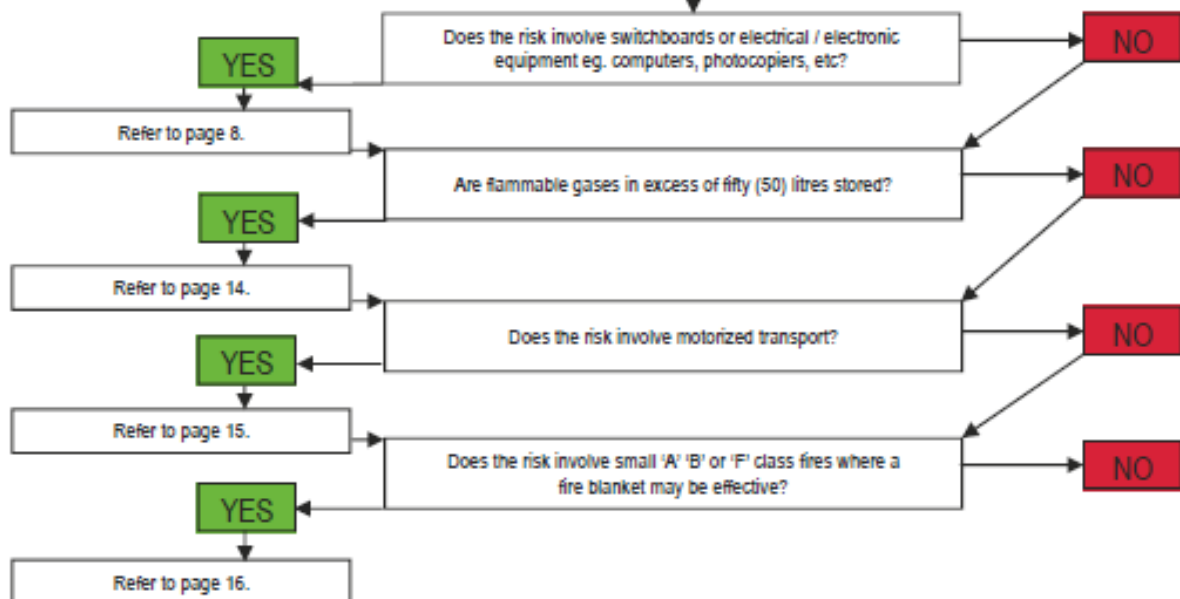 Does the risk involve switchboards or electrical / electronic
equipment eg. computers, photocopiers, etc?
NO
YES
Refer to page 8.
Are flammable gases in excess of fifty (50) litres stored?
NO
YES
Refer to page 14.
Does the risk involve motorized transport?
NO
YES
Refer to page 15.
Does the risk involve small ‘A’ ‘B’ or ‘F’ class fires where a
fire blanket may be effective?
NO
YES
Refer to page 16.